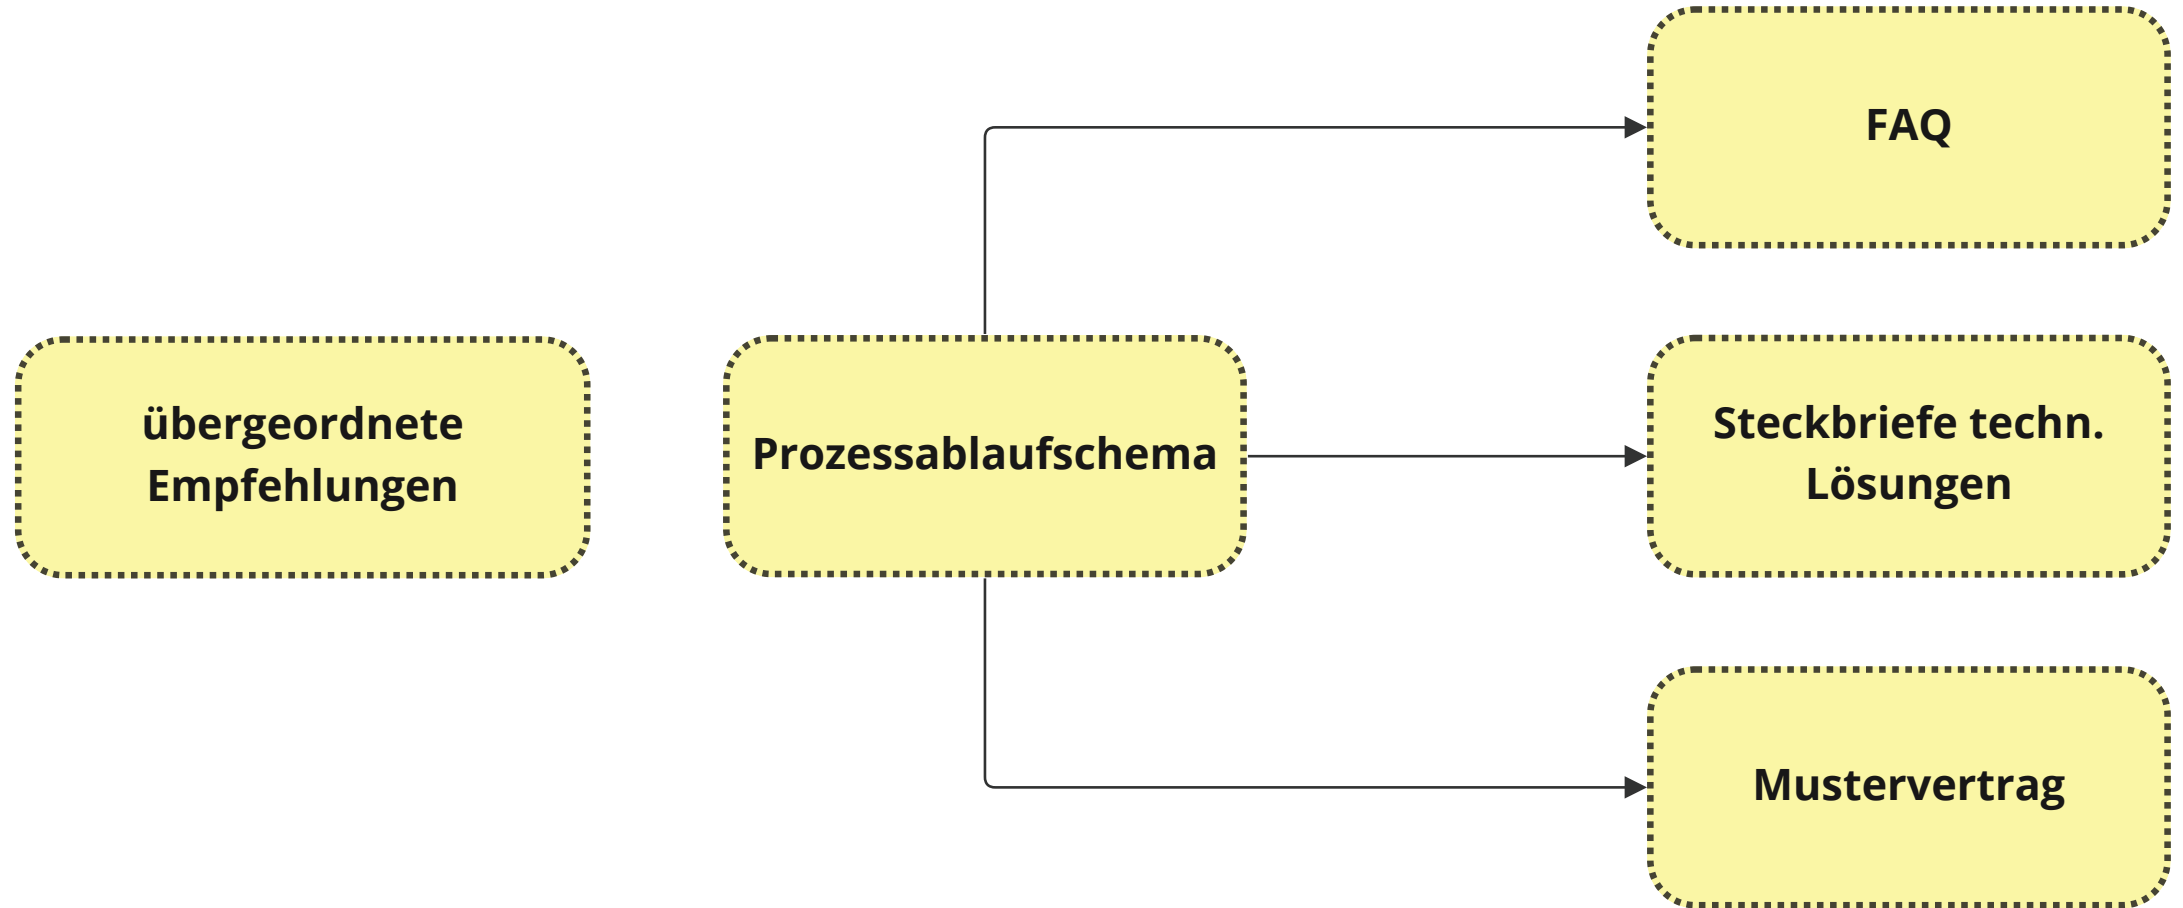 FAQ
übergeordnete
Empfehlungen
Prozessablaufschema
Steckbriefe techn.
Lösungen
Mustervertrag